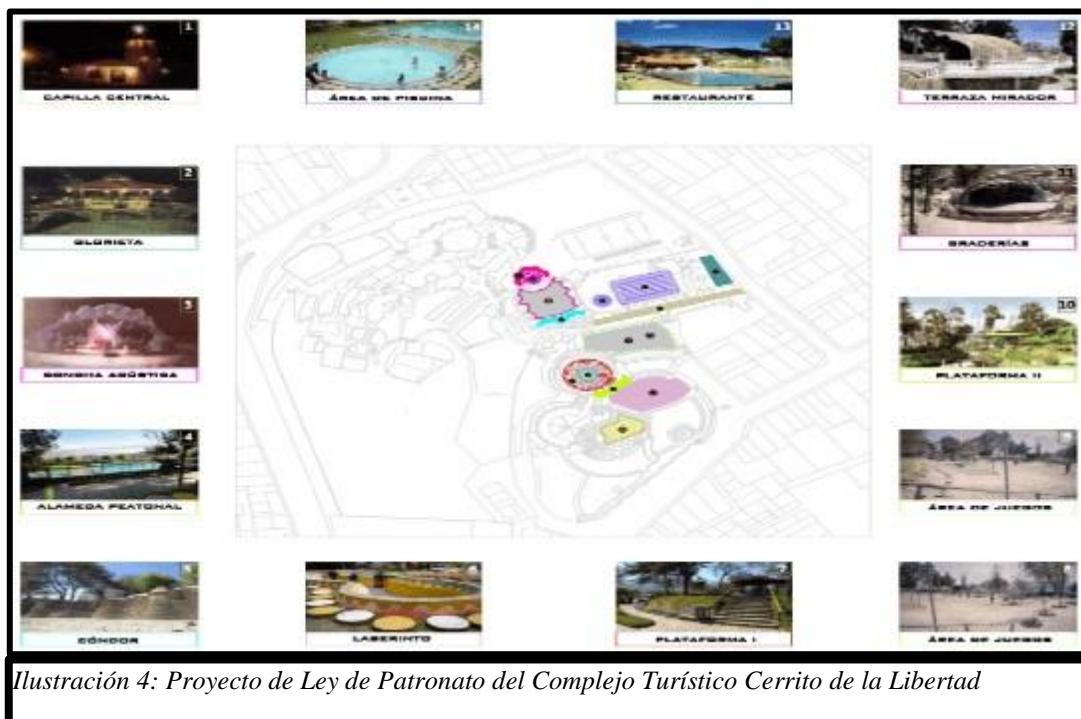 1
CAPILLA CENTRAL
14
ÁREA DE PISCINA
13
RESTAURANTE
12
TERRAZA MIRADOR
2
GLORIETA
11
GRADERÍAS
3
CONCHA ACÚSTICA
10
PLATAFORMA II
4
ALAMEDA PEATONAL
ÁREA DE JUEGOS
5
CÓNDOR
LABERINTO
7
PLATAFORMA I
ÁREA DE JUEGOS
Ilustración 4: Proyecto de Ley de Patronato del Complejo Turístico Cerrito de la Libertad